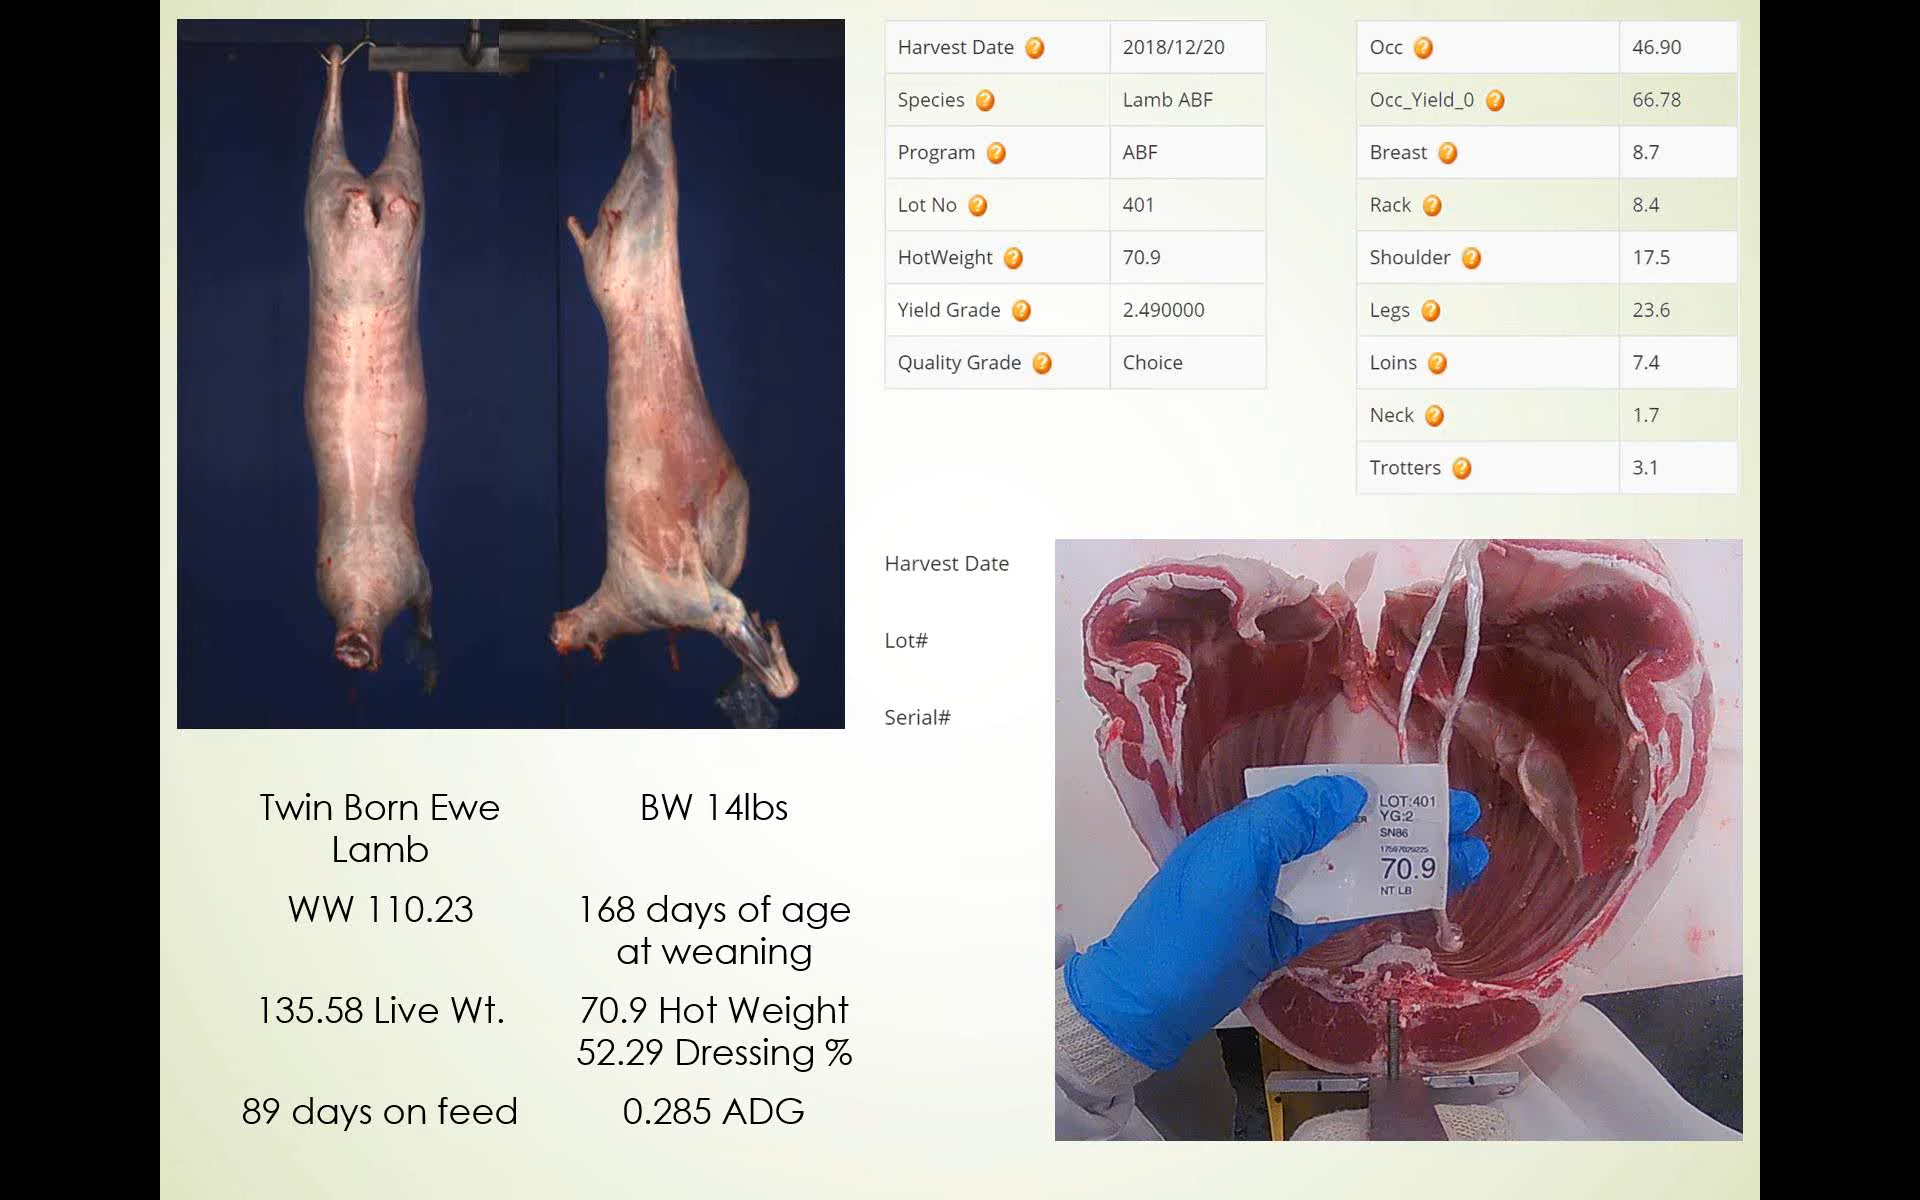 Harvest Date 2018/12/20
Species Lamb ABF
Program ABF
Lot No 401
HotWeight 70.9
Yield Grade 2.490000
Quality Grade Choice
Occ 46.90
Occ_Yield_0 66.78
Breast 8.7
Rack 8.4
Shoulder 17.5
Legs 23.6
Loins 7.4
Neck 1.7
Trotters 3.1
Harvest Date
Lot#
Serial#
LOT:401
YG:2
SN86
70.9
NT LB
Twin Born Ewe
Lamb
BW 14lbs
WW 110.23
168 days of age
at weaning
135.58 Live Wt.
70.9 Hot Weight
52.29 Dressing %
89 days on feed
0.285 ADG